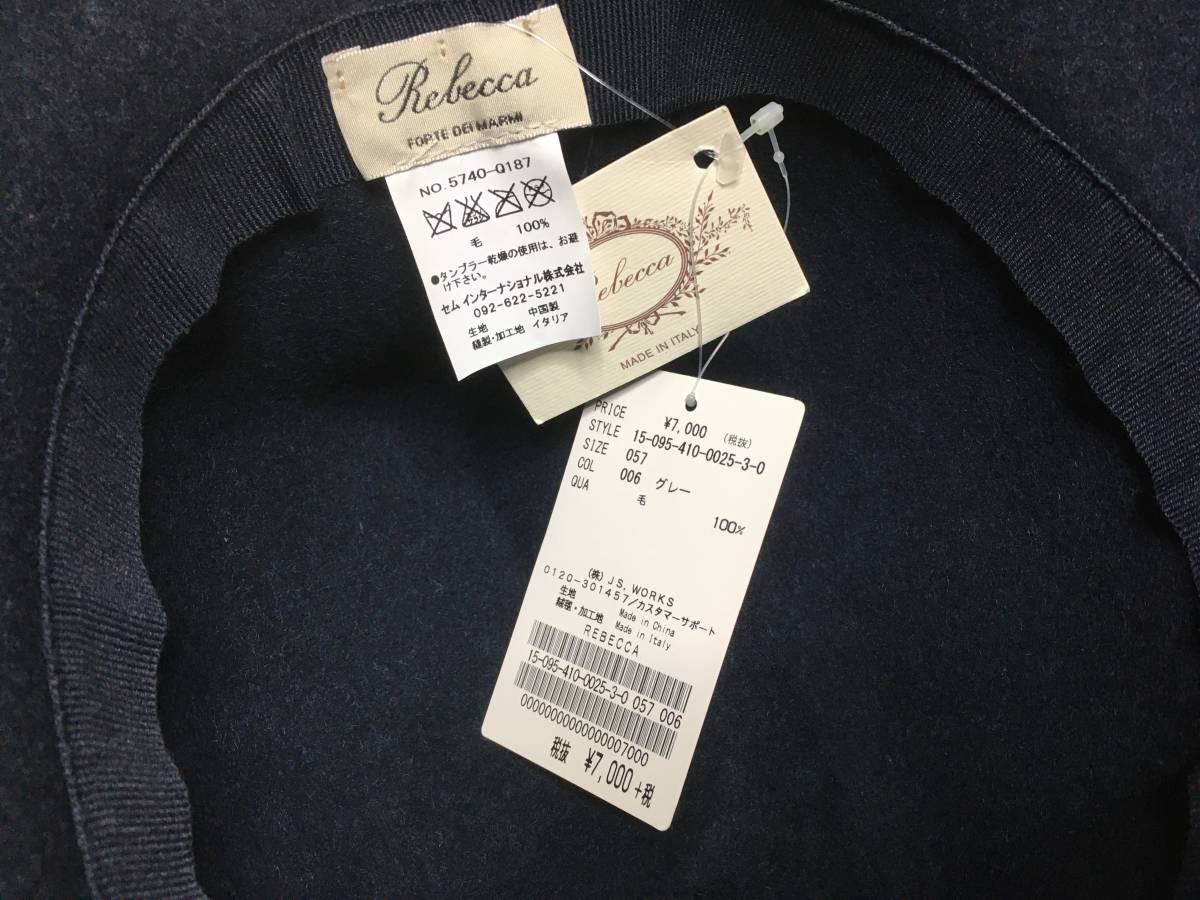 Rebecca
FORTE DEI MARMI
NO.5740-Q187
毛 100%
●タンブラー乾燥の使用は、お避
け下さい。
セム インターナショナル株式会社
092-622-5221
生地 中国製
縫製・加工地 イタリア
Rebecca
MADE IN ITALY
PRICE ¥7,000 (税抜)
STYLE 15-095-410-0025-3-0
SIZE 057
COL 006 グレー
QUA 毛
100%
(株)JS.WORKS
0120-301457/カスタマーサポート
生地 Made in China
絨毯・加工地 Made in Italy
REBECCA
15-095-410-0025-3-0 057 006
0000000000000007000
税抜 ¥7,000+税